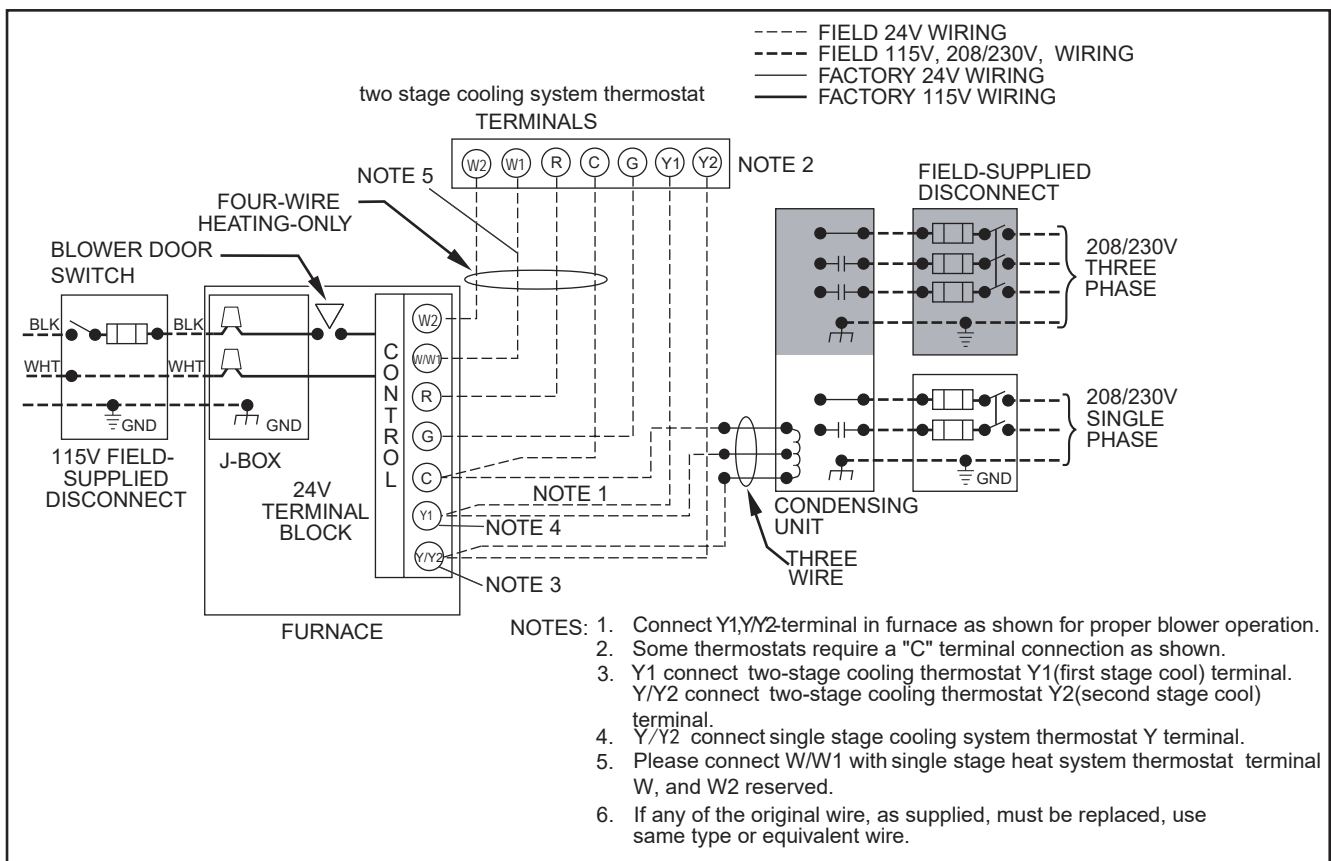 FIELD 24V WIRING
FIELD 115V, 208/230V, WIRING
FACTORY 24V WIRING
FACTORY 115V WIRING
two stage cooling system thermostat
TERMINALS
W2 W1 R C G Y1 Y2
NOTE 2
NOTE 5
FOUR-WIRE
HEATING-ONLY
BLOWER DOOR
SWITCH
FIELD-SUPPLIED
DISCONNECT
208/230V
THREE
PHASE
BLK
BLK
WHT
WHT
GND
GND
115V FIELD-
SUPPLIED
DISCONNECT
J-BOX
24V
TERMINAL
BLOCK
CONTROL
W2
W/W1
R
G
C
Y1
Y/Y2
NOTE 1
NOTE 4
NOTE 3
FURNACE
208/230V
SINGLE
PHASE
GND
CONDENSING
UNIT
THREE
WIRE
NOTES: 1. Connect Y1,Y/Y2-terminal in furnace as shown for proper blower operation.
2. Some thermostats require a "C" terminal connection as shown.
3. Y1 connect two-stage cooling thermostat Y1(first stage cool) terminal.
Y/Y2 connect two-stage cooling thermostat Y2(second stage cool)
terminal.
4. Y/Y2 connect single stage cooling system thermostat Y terminal.
5. Please connect W/W1 with single stage heat system thermostat terminal
W, and W2 reserved.
6. If any of the original wire, as supplied, must be replaced, use
same type or equivalent wire.